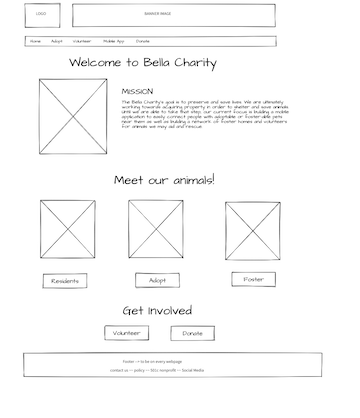 LOGO
BANNER IMAGE
Home Adopt Volunteer Mobile App Donate
Welcome to Bella Charity
MISSION
The Bella Charity's goal is to preserve and save lives. We are ultimately
working towards acquiring property in order to shelter and save animals
until we are able to take that step our current focus is building a mobile
application to easily connect people with adoptable or foster-able pets
near them as well as building a network of foster homes and volunteers
for animals we may aid and rescue.
Meet our animals!
Residents
Adopt
Foster
Get Involved
Volunteer
Donate
Footer --> to be on every webpage
contact us --- policy --- 501c nonprofit --- Social Media